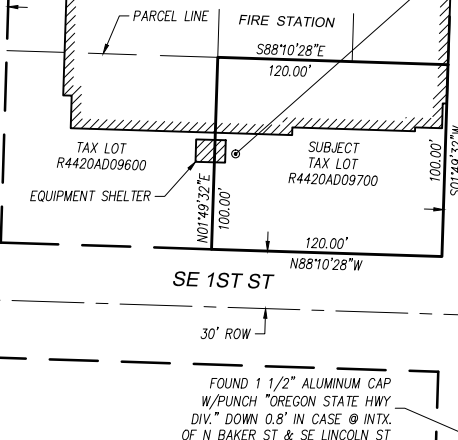 PARCEL LINE
FIRE STATION
S88°10'28"E
120.00'
TAX LOT
R4420AD09600
SUBJECT
TAX LOT
R4420AD09700
EQUIPMENT SHELTER
N01°49'32"E
100.00'
100.00'
S01°49'32"W
120.00'
N88°10'28"W
SE 1ST ST
30' ROW
FOUND 1 1/2" ALUMINUM CAP
W/PUNCH "OREGON STATE HWY
DIV." DOWN 0.8' IN CASE @ INTX.
OF N BAKER ST & SE LINCOLN ST